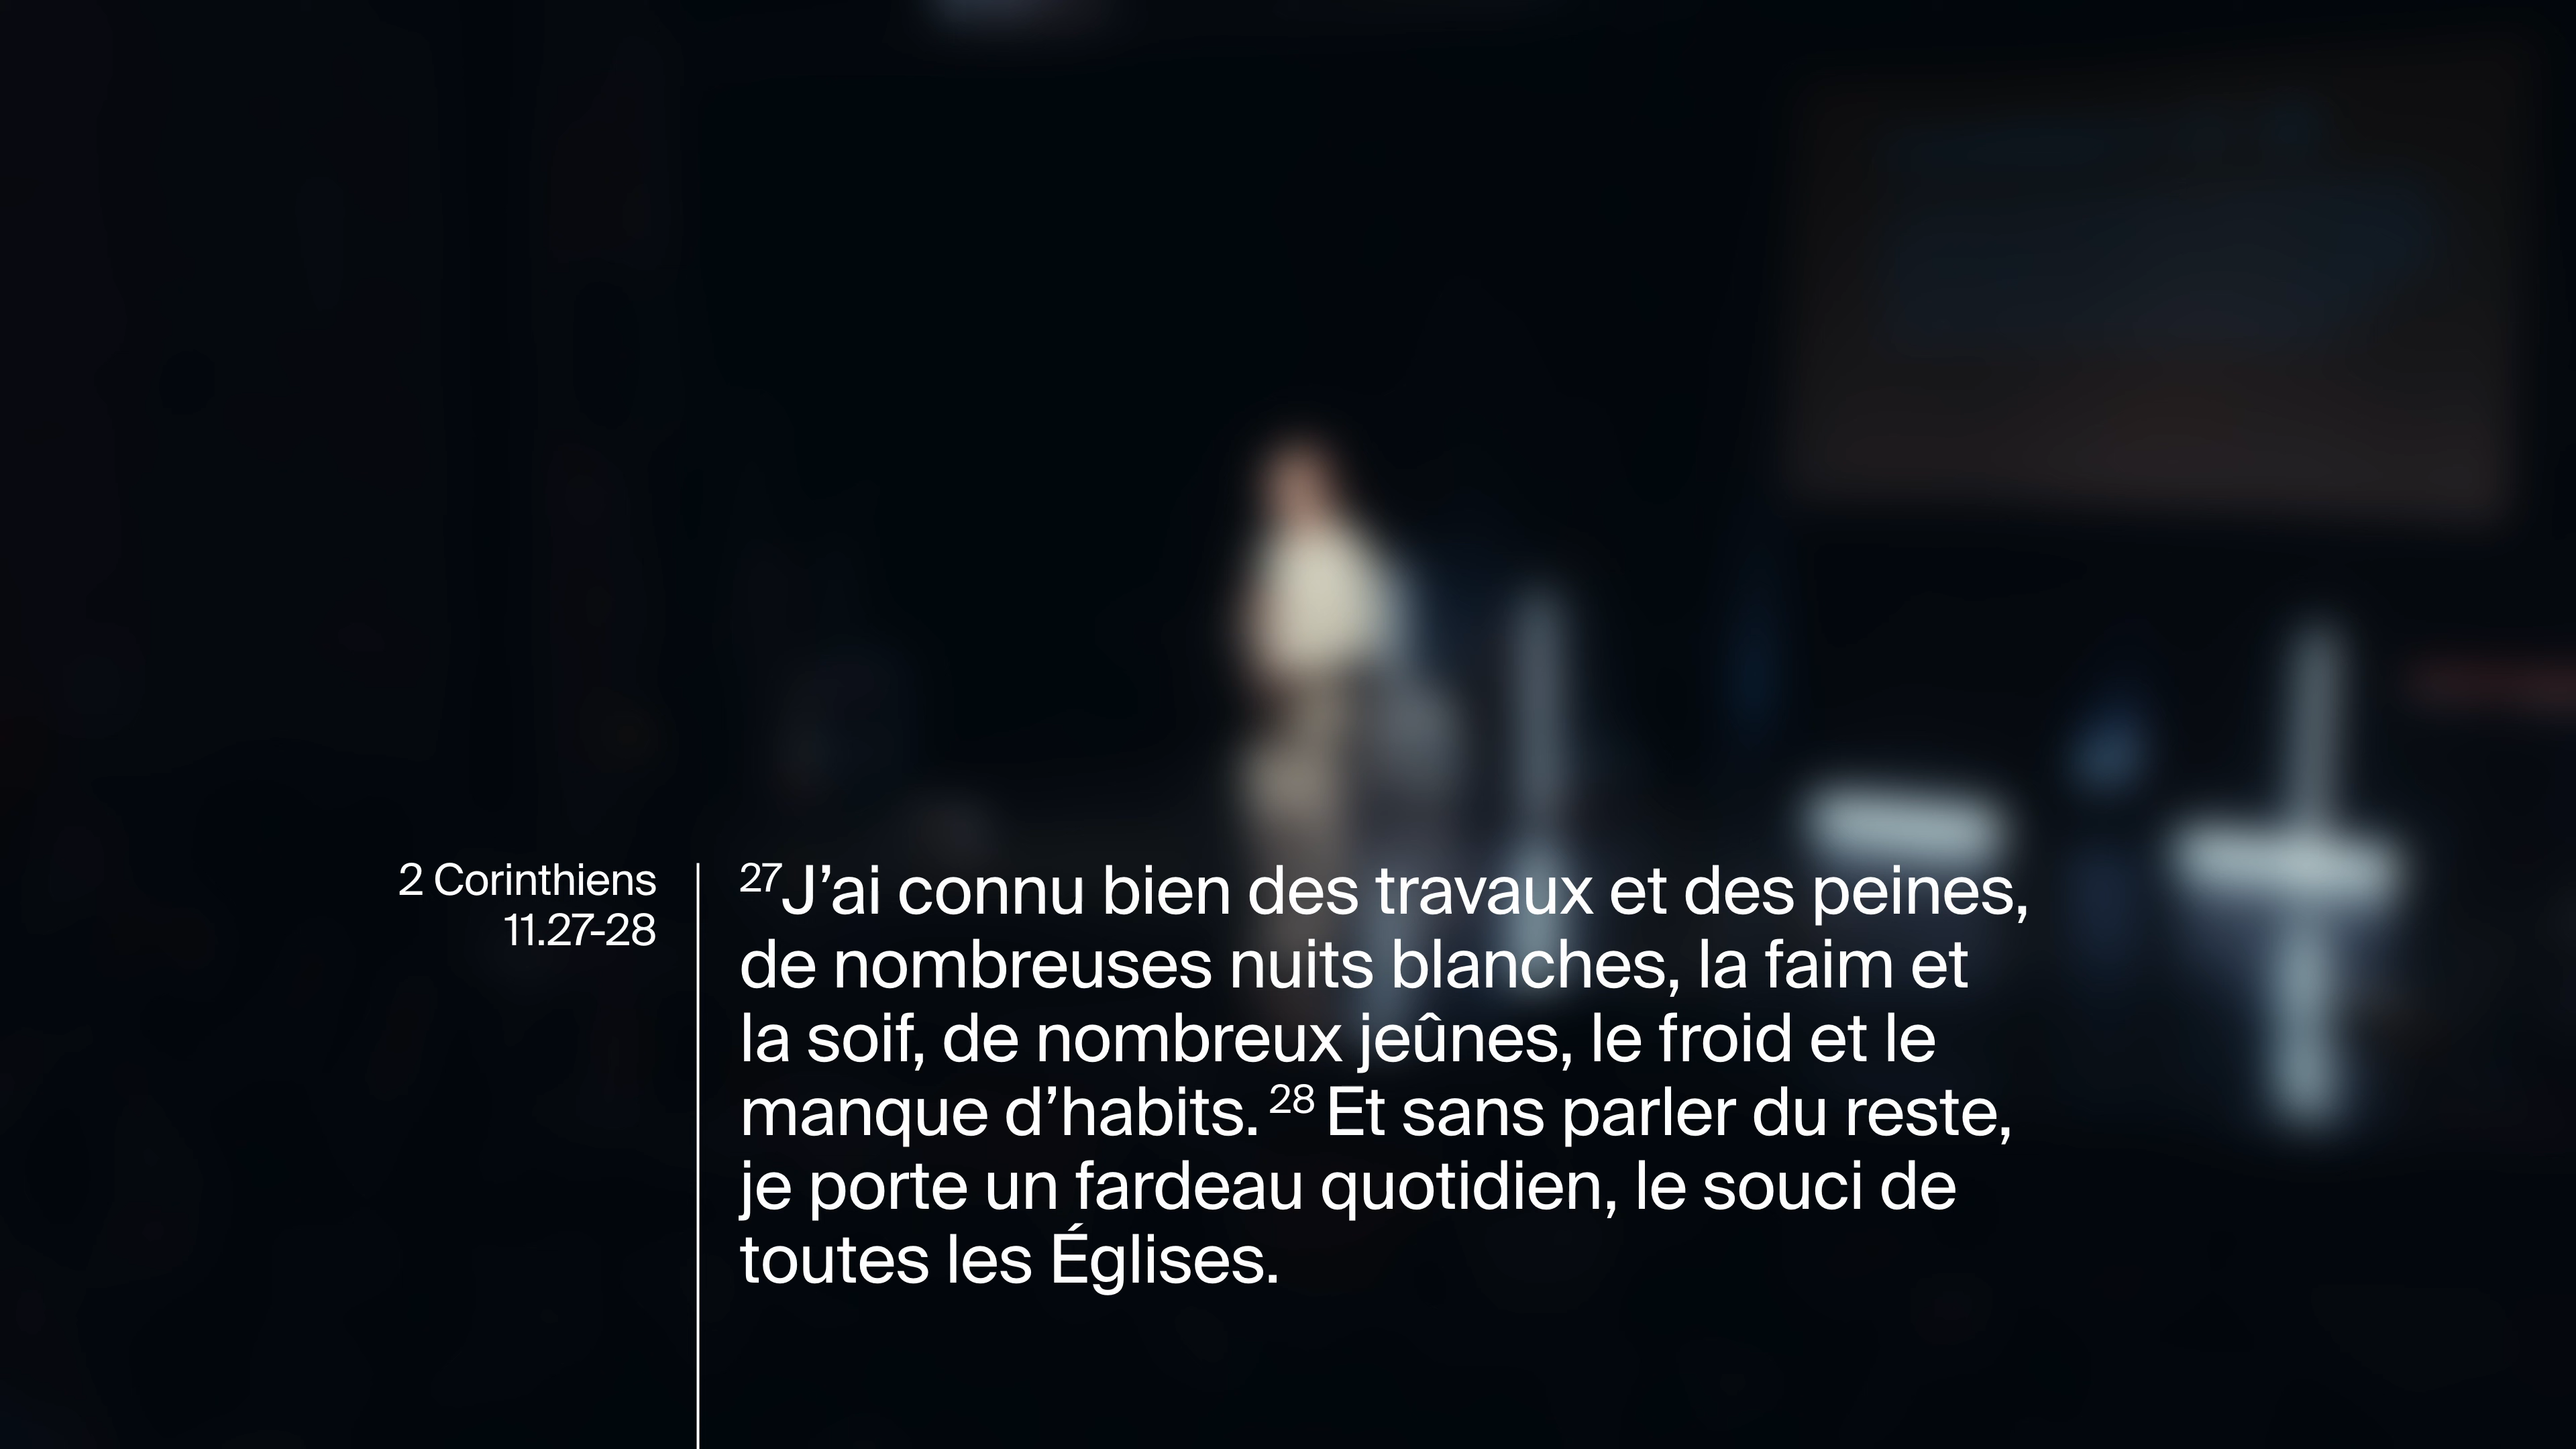 2 Corinthiens
11.27-28
27J’ai connu bien des travaux et des peines,
de nombreuses nuits blanches, la faim et
la soif, de nombreux jeûnes, le froid et le
manque d’habits. 28 Et sans parler du reste,
je porte un fardeau quotidien, le souci de
toutes les Églises.